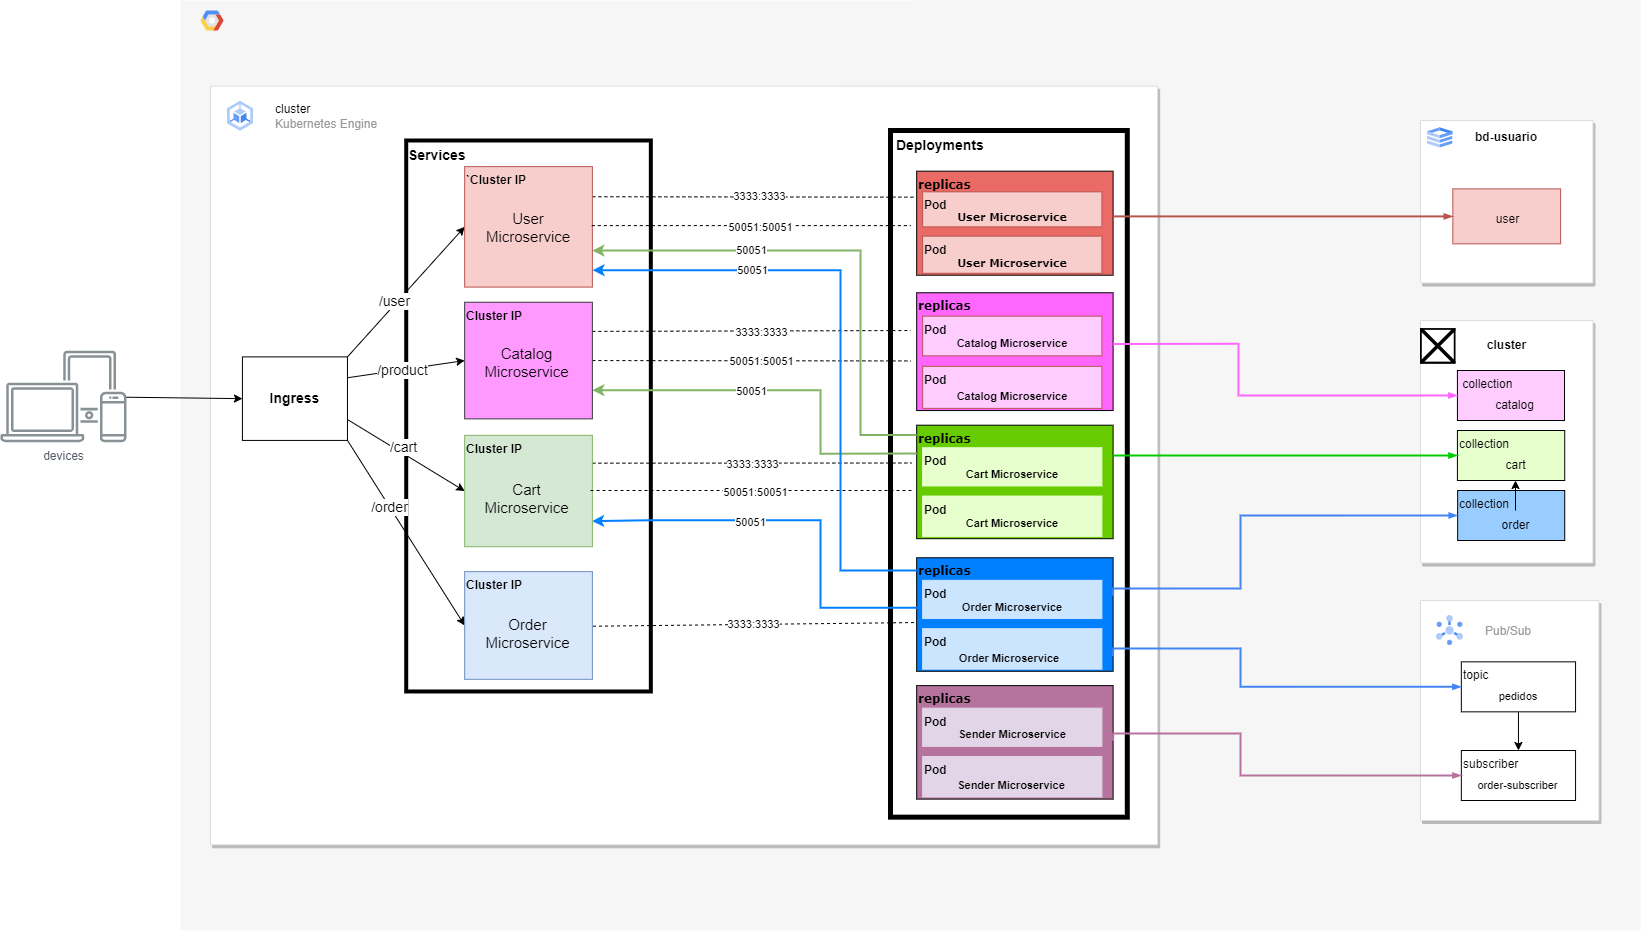 cluster
Kubernetes Engine
devices
Ingress
/user
/product
/cart
/order
Services
`Cluster IP
User
Microservice
Cluster IP
Catalog
Microservice
Cluster IP
Cart
Microservice
Cluster IP
Order
Microservice
3333:3333
50051:50051
50051
50051
3333:3333
50051:50051
50051
3333:3333
50051:50051
50051
3333:3333
Deployments
replicas
Pod
User Microservice
Pod
User Microservice
replicas
Pod
Catalog Microservice
Pod
Catalog Microservice
replicas
Pod
Cart Microservice
Pod
Cart Microservice
replicas
Pod
Order Microservice
Pod
Order Microservice
replicas
Pod
Sender Microservice
Pod
Sender Microservice
bd-usuario
user
cluster
collection
catalog
collection
cart
collection
order
Pub/Sub
topic
pedidos
subscriber
order-subscriber